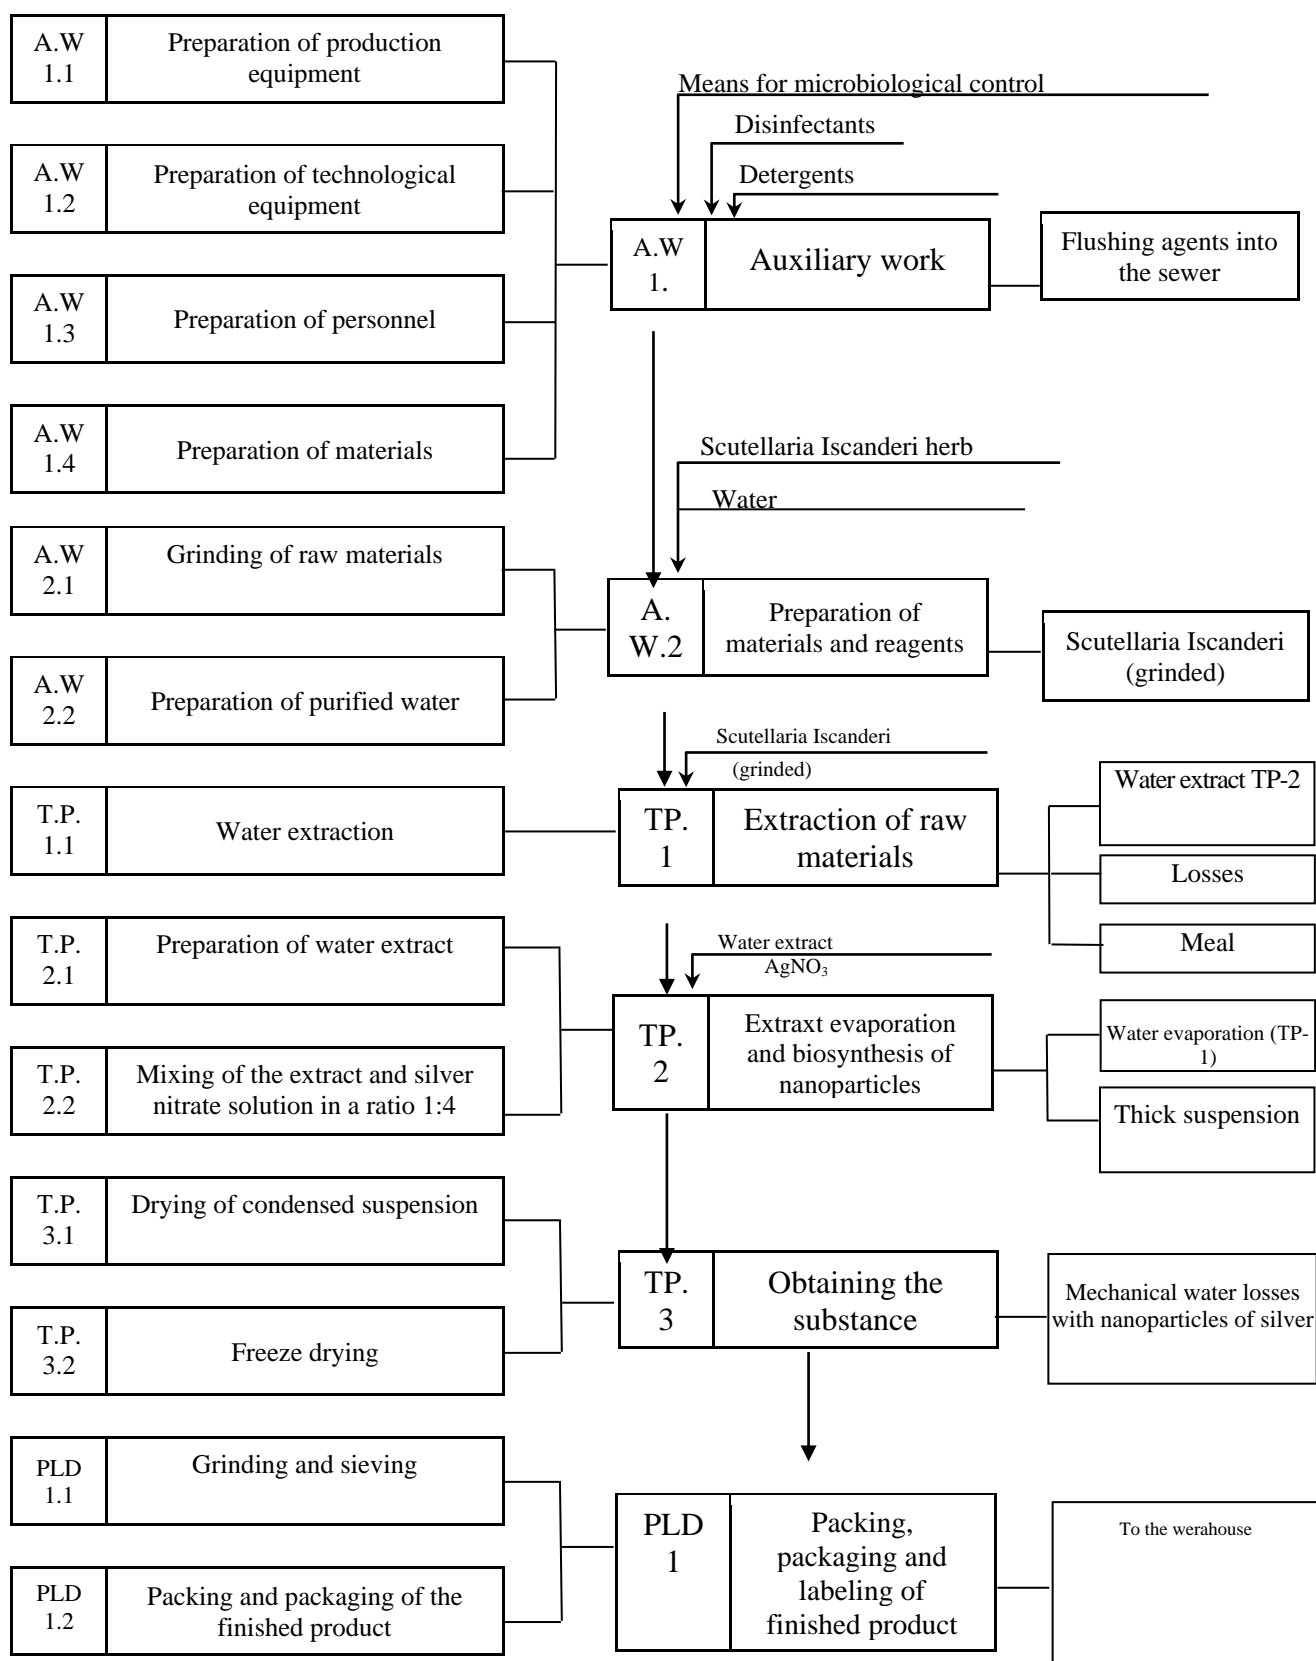 A.W
1.1
Preparation of production
equipment
Means for microbiological control
Disinfectants
A.W
1.2
Preparation of technological
equipment
Detergents
A.W
1.
Auxiliary work
Flushing agents into
the sewer
A.W
1.3
Preparation of personnel
A.W
1.4
Preparation of materials
Scutellaria Iscanderi herb
Water
A.W
2.1
Grinding of raw materials
A.
W.2
Preparation of
materials and reagents
Scutellaria Iscanderi
(grinded)
A.W
2.2
Preparation of purified water
Scutellaria Iscanderi
(grinded)
T.P.
1.1
Water extraction
TP.
1
Extraction of raw
materials
Water extract TP-2
Losses
Meal
T.P.
2.1
Preparation of water extract
Water extract
AgNO₃
TP.
2
Extraxt evaporation
and biosynthesis of
nanoparticles
Water evaporation (TP-
1)
Thick suspension
T.P.
2.2
Mixing of the extract and silver
nitrate solution in a ratio 1:4
T.P.
3.1
Drying of condensed suspension
TP.
3
Obtaining the
substance
Mechanical water losses
with nanoparticles of silver
T.P.
3.2
Freeze drying
PLD
1.1
Grinding and sieving
PLD
1
Packing,
packaging and
labeling of
finished product
To the werahouse
PLD
1.2
Packing and packaging of the
finished product